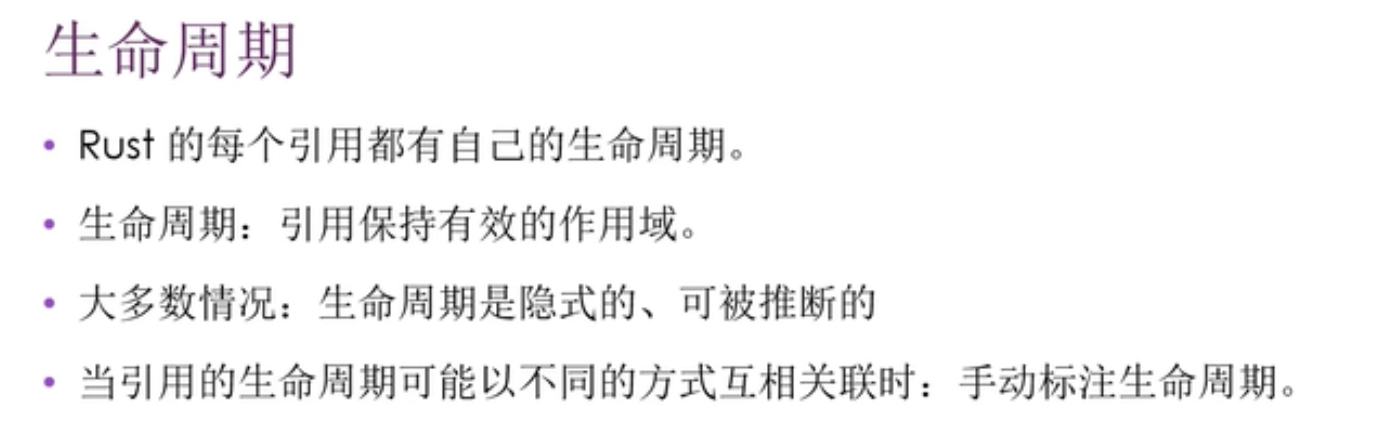 生命周期
• Rust 的每个引用都有自己的生命周期。
• 生命周期：引用保持有效的作用域。
• 大多数情况：生命周期是隐式的、可被推断的
• 当引用的生命周期可能以不同的方式互相关联时：手动标注生命周期。